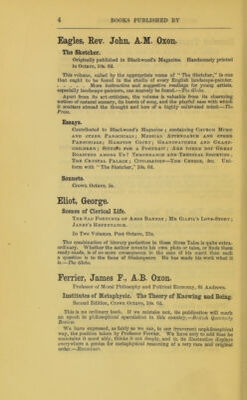 4 BOOKS PUBLISHED BY
Eagles, Rev. John, A.M. Oxon.
The Sketcher.
Originally published in Blackwood's Magazine. Handsomely printed
in Octavo, 10s. 6d.
This volume, called by the appropriate name of "The Sketcher," is one
that ought to be found in the studio of every English landscape-painter.
. . . . . More instructive and suggestive readings for young artists,
especially landscape-painters, can scarcely be found.—The Globe.
Apart from its art-criticism, the volume is valuable from its charming
notices of natural scenery, its bursts of song, and the playful ease with which
it scatters abroad the thought and lore of a highly cultivated mind.—The
Press.
Essays.
Contributed to Blackwood's Magazine; containing CHURCH MUSIC
AND OTHER PAROCHIALS; MEDICAL ATTENDANCE AND OTHER
PAROCHIALS; HAMPTON COURT; GRANDFATHERS AND GRAND-
CHILDREN; SITTING FOR A PORTRAIT; ARE THERE NOT GREAT
BOASTERS AMONG US? TEMPERANCE AND TEETOTAL SOCIETIES;
THE CRYSTAL PALACE; CIVILISATION—THE CENSUS, &c. Uni-
form with "The Sketcher," 10s. 6d.
Sonnets.
Crown Octavo, 5s.
Eliot, George.
Scenes of Clerical Life.
THE SAD FORTUNES OF AMOS BARTON; MR GILFIL'S LOVE-STORY;
JANET'S REPENTANCE.
In Two Volumes, Post Octavo, 21s.
The combination of literary perfection in these three Tales is quite extra-
ordinary. Whether the author invents his own plots or tales, or finds them
ready-made, is of no more consequence in the case of his merit than such
a question is to the fame of Shakespeare. He has made his work what it
is.—The Globe.
Ferrier, James F., A.B. Oxon.
Professor of Moral Philosophy and Political Economy, St Andrews.
Institutes of Metaphysic. The Theory of Knowing and Being.
Second Edition, Crown Octavo, 10s. 6d.
This is no ordinary book. If we mistake not, its publication will mark
an epoch in philosophical speculation in this country.—British Quarterly
Review.
We have expressed, as fairly as we can, in our irreverent unphilosophical
way, the position taken by Professor Ferrier. We have only to add that he
maintains it most ably, thinks it out deeply, and in its illustration displays
everywhere a genius for metaphysical reasoning of a very rare and original
order.—Examiner.